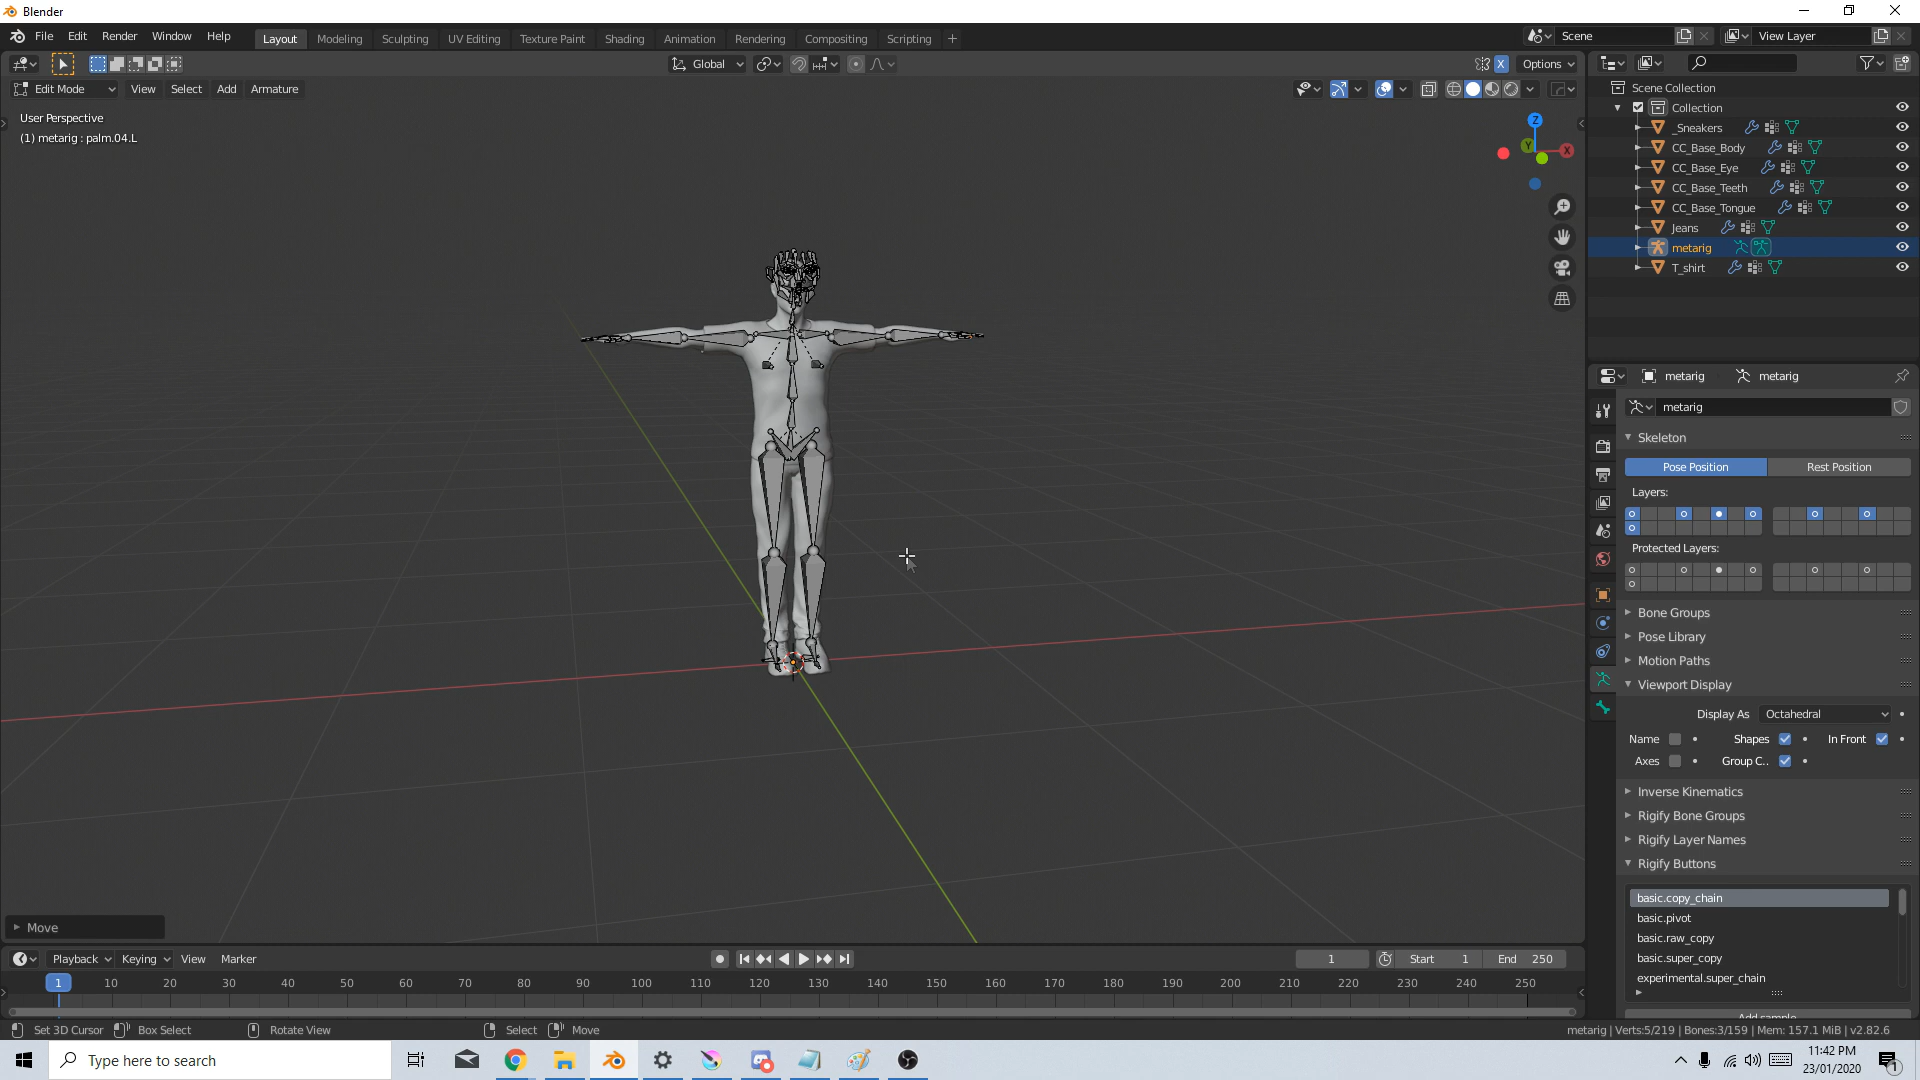 Blender
File Edit Render Window Help
Layout Modeling Sculpting UV Editing Texture Paint Shading Animation Rendering Compositing Scripting +
Scene
View Layer
Global
X
Options
Edit Mode View Select Add Armature
User Perspective
(1) metarig : palm.04.L
Z
Y
X
Scene Collection
Collection
_Sneakers
CC_Base_Body
CC_Base_Eye
CC_Base_Teeth
CC_Base_Tongue
Jeans
metarig
T_shirt
metarig metarig
metarig
Skeleton
Pose Position Rest Position
Layers:
Protected Layers:
Bone Groups
Pose Library
Motion Paths
Viewport Display
Display As Octahedral
Name Shapes In Front
Axes Group C..
Inverse Kinematics
Rigify Bone Groups
Rigify Layer Names
Rigify Buttons
basic.copy_chain
basic.pivot
basic.raw_copy
basic.super_copy
experimental.super_chain
Add sample
Move
Playback Keying View Marker
1 Start 1 End 250
1 10 20 30 40 50 60 70 80 90 100 110 120 130 140 150 160 170 180 190 200 210 220 230 240 250
Set 3D Cursor Box Select Rotate View Select Move
metarig | Verts:5/219 | Bones:3/159 | Mem: 157.1 MiB | v2.82.6
Type here to search
11:42 PM
23/01/2020
1